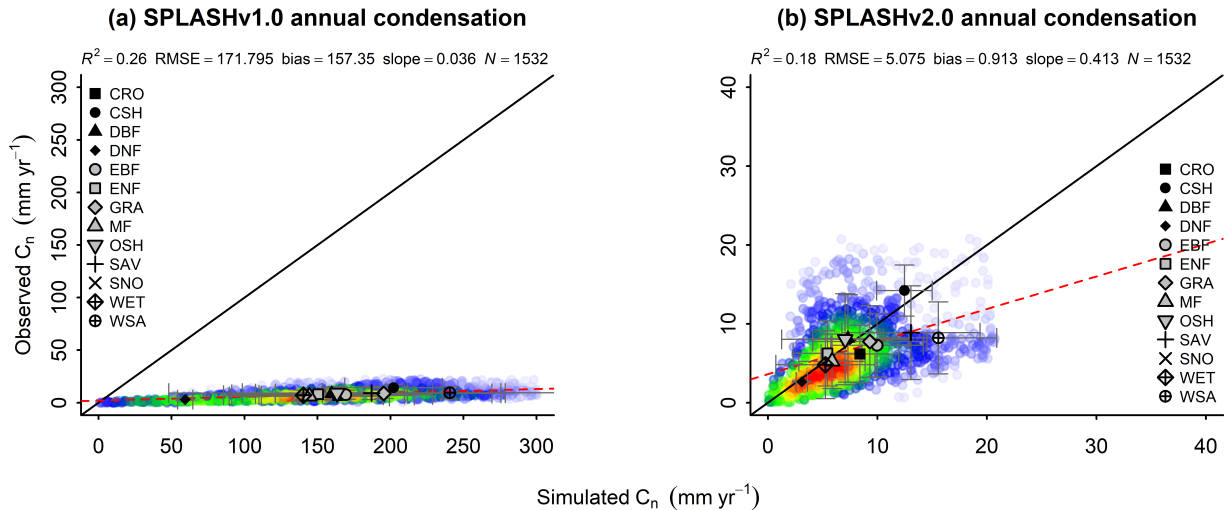 (a) SPLASHv1.0 annual condensation
R² = 0.26 RMSE = 171.795 bias = 157.35 slope = 0.036 N = 1532
300
250
200
150
100
50
0
Observed Cₙ (mm yr⁻¹)
CRO
CSH
DBF
DNF
EBF
ENF
GRA
MF
OSH
SAV
SNO
WET
WSA
0 50 100 150 200 250 300
(b) SPLASHv2.0 annual condensation
R² = 0.18 RMSE = 5.075 bias = 0.913 slope = 0.413 N = 1532
40
30
20
10
0
CRO
CSH
DBF
DNF
EBF
ENF
GRA
MF
OSH
SAV
SNO
WET
WSA
0 10 20 30 40
Simulated Cₙ (mm yr⁻¹)